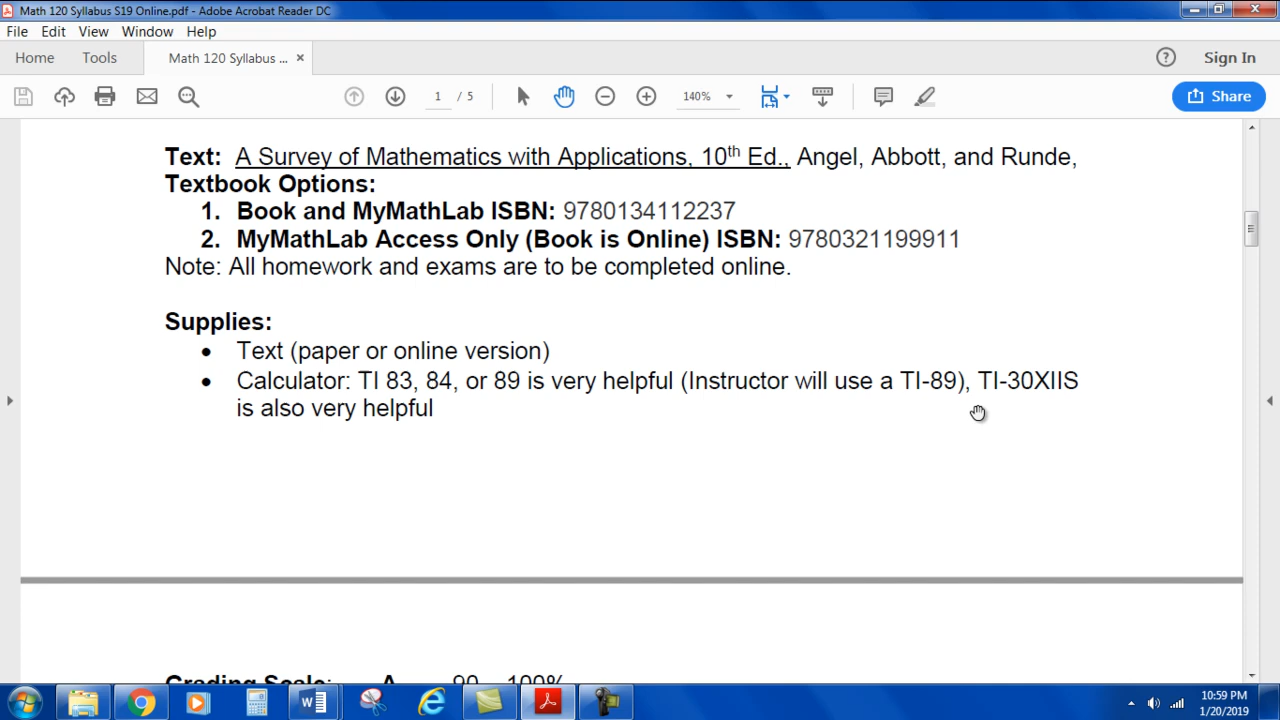 Math 120 Syllabus S19 Online.pdf - Adobe Acrobat Reader DC
File Edit View Window Help
Home Tools Math 120 Syllabus ... × ? Sign In
1 / 5 140% Share
Text: A Survey of Mathematics with Applications, 10th Ed., Angel, Abbott, and Runde,
Textbook Options:
1. Book and MyMathLab ISBN: 9780134112237
2. MyMathLab Access Only (Book is Online) ISBN: 9780321199911
Note: All homework and exams are to be completed online.
Supplies:
• Text (paper or online version)
• Calculator: TI 83, 84, or 89 is very helpful (Instructor will use a TI-89), TI-30XIIS
is also very helpful
Grading Scale: A 90 – 100%
10:59 PM
1/20/2019